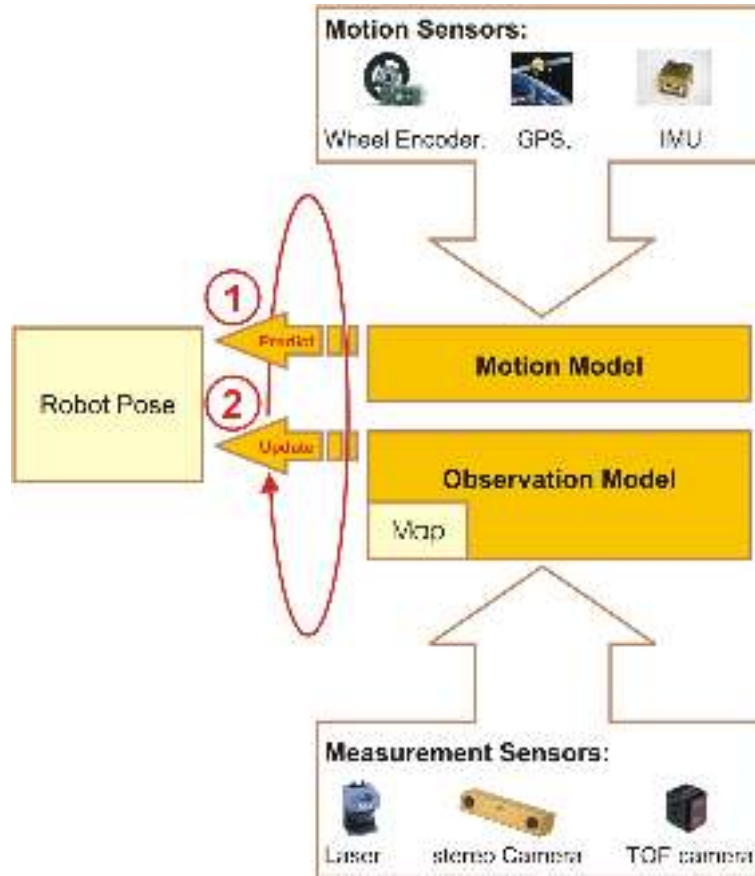 Motion Sensors:
Wheel Encoder. GPS. IMU
1
Predict
Motion Model
Robot Pose
2
Update
Observation Model
Map
Measurement Sensors:
Laser stereo Camera TOF camera